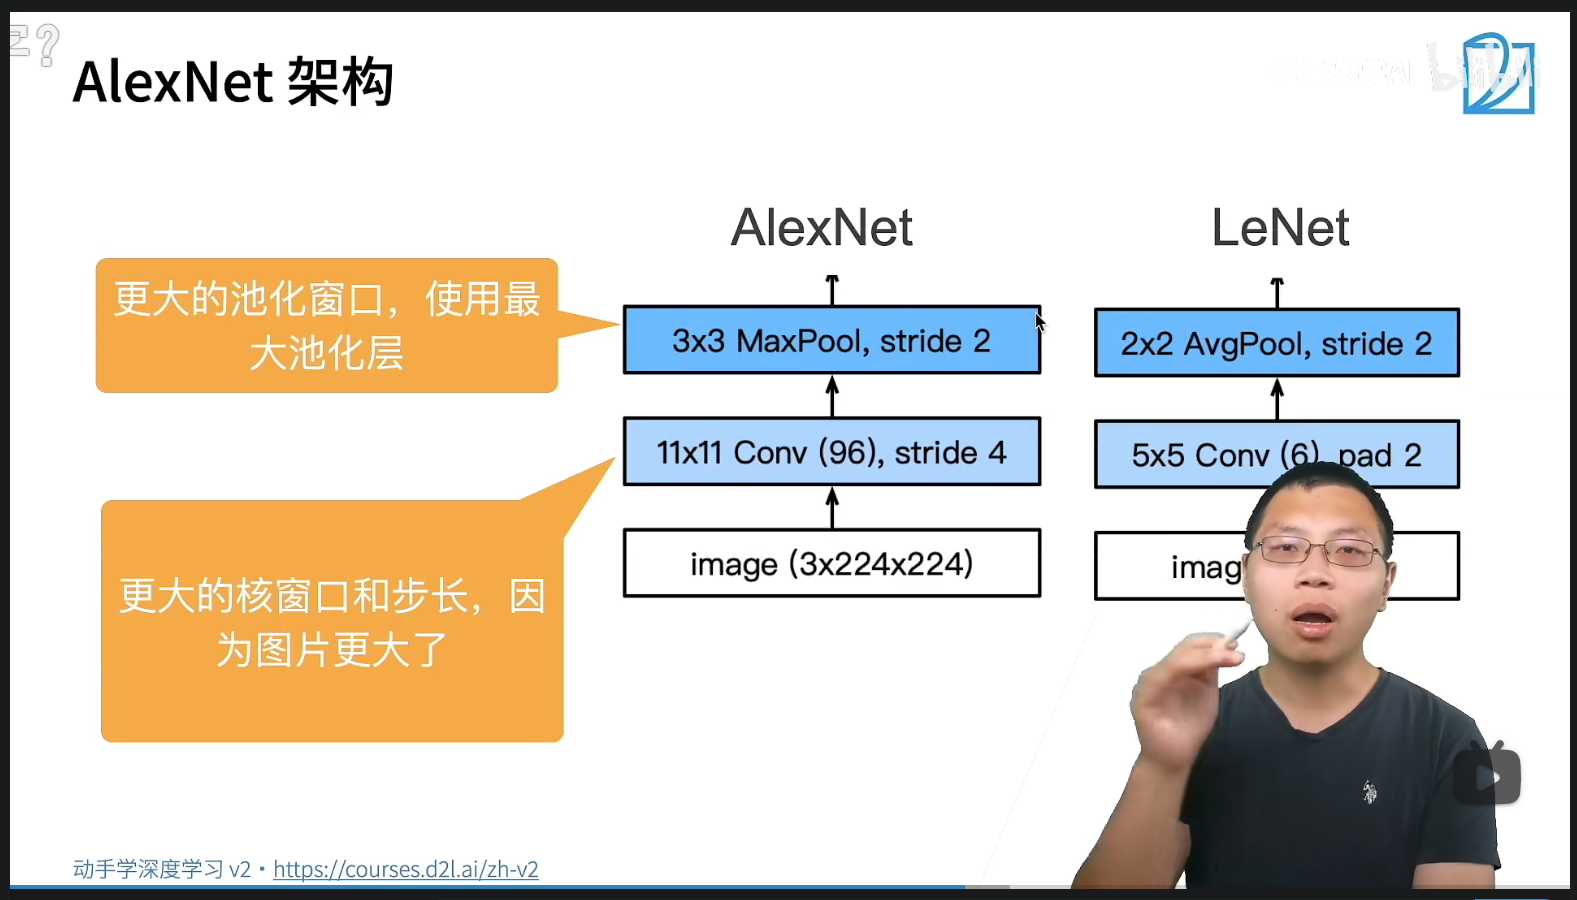 AlexNet 架构
bilibili
AlexNet
LeNet
更大的池化窗口，使用最
大池化层
3x3 MaxPool, stride 2
2x2 AvgPool, stride 2
11x11 Conv (96), stride 4
5x5 Conv (6), pad 2
更大的核窗口和步长，因
为图片更大了
image (3x224x224)
动手学深度学习 v2 • https://courses.d2l.ai/zh-v2